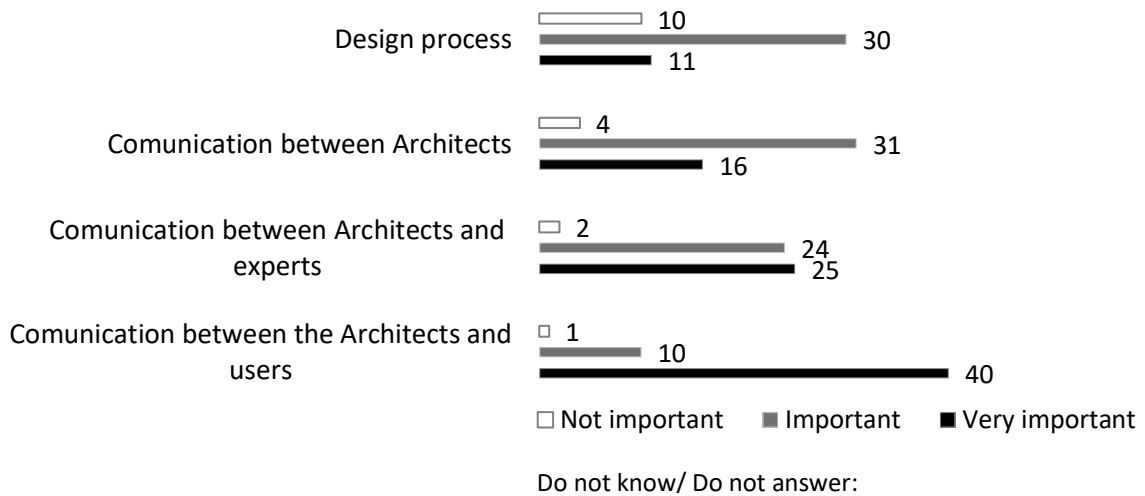 10
Design process
30
11
4
Comunication between Architects
31
16
2
Comunication between Architects and
24
experts
25
1
Comunication between the Architects and
10
users
40
Not important Important Very important
Do not know/ Do not answer: